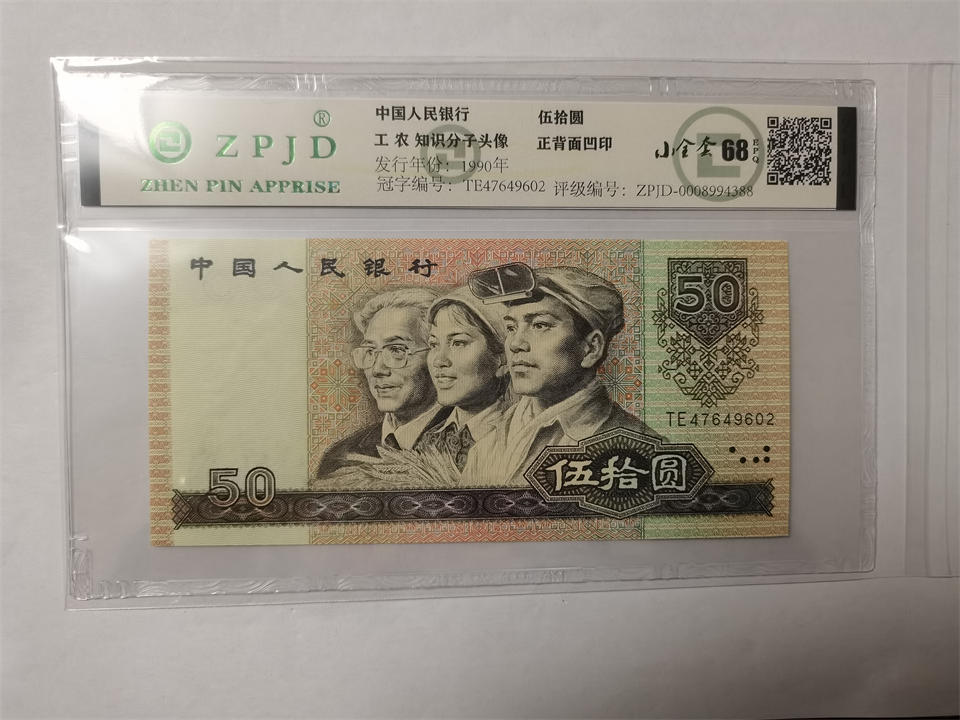 ZPJD®
ZHEN PIN APPRISE
中国人民银行 伍拾圆
工 农 知识分子头像 正背面凹印
发行年份：1990年
冠字编号：TE47649602 评级编号：ZPJD-0008994388
小全套 68 EPQ
中国人民银行
50
TE47649602
50
伍拾圆